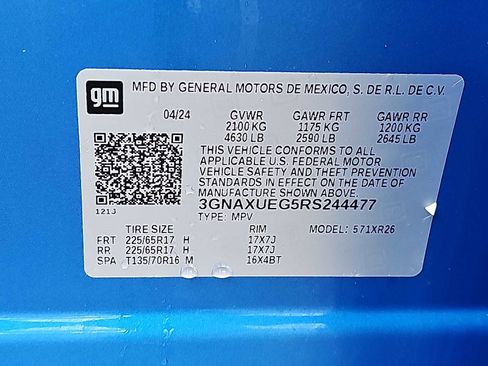 gm
MFD BY GENERAL MOTORS DE MEXICO, S. DE R.L. DE C.V.
04/24 GVWR GAWR FRT GAWR RR
2100 KG 1175 KG 1200 KG
4630 LB 2590 LB 2645 LB
THIS VEHICLE CONFORMS TO ALL
APPLICABLE U.S. FEDERAL MOTOR
VEHICLE SAFETY AND THEFT PREVENTION
STANDARDS IN EFFECT ON THE DATE OF
MANUFACTURE SHOWN ABOVE.
3GNAXUEG5RS244477
121J TYPE: MPV
TIRE SIZE RIM MODEL: 571XR26
FRT 225/65R17 H 17X7J
RR 225/65R17 H 17X7J
SPA T135/70R16 M 16X4BT